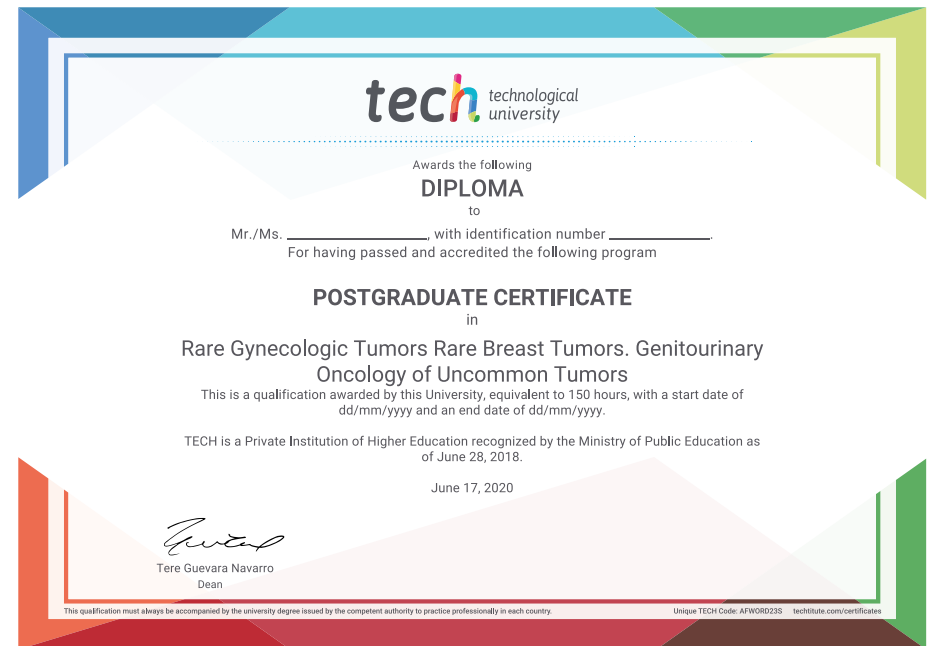 tech technological
university
Awards the following
DIPLOMA
to
Mr./Ms. ____________________, with identification number ______________.
For having passed and accredited the following program
POSTGRADUATE CERTIFICATE
in
Rare Gynecologic Tumors Rare Breast Tumors. Genitourinary
Oncology of Uncommon Tumors
This is a qualification awarded by this University, equivalent to 150 hours, with a start date of
dd/mm/yyyy and an end date of dd/mm/yyyy.
TECH is a Private Institution of Higher Education recognized by the Ministry of Public Education as
of June 28, 2018.
June 17, 2020
Tere Guevara Navarro
Dean
This qualification must always be accompanied by the university degree issued by the competent authority to practice professionally in each country. Unique TECH Code: AFWORD23S techtitute.com/certificates